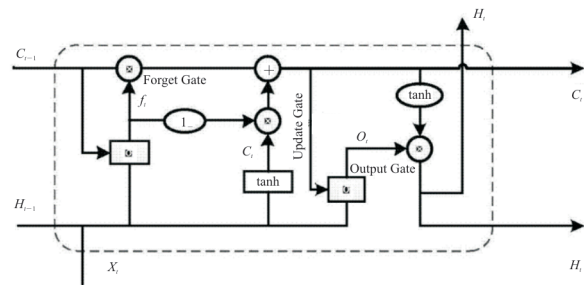 H_t
C_{t-1}
Forget Gate
+
tanh
C_t
f_t
1-
Update Gate
O_t
C_t
Output Gate
tanh
H_{t-1}
X_t
H_t